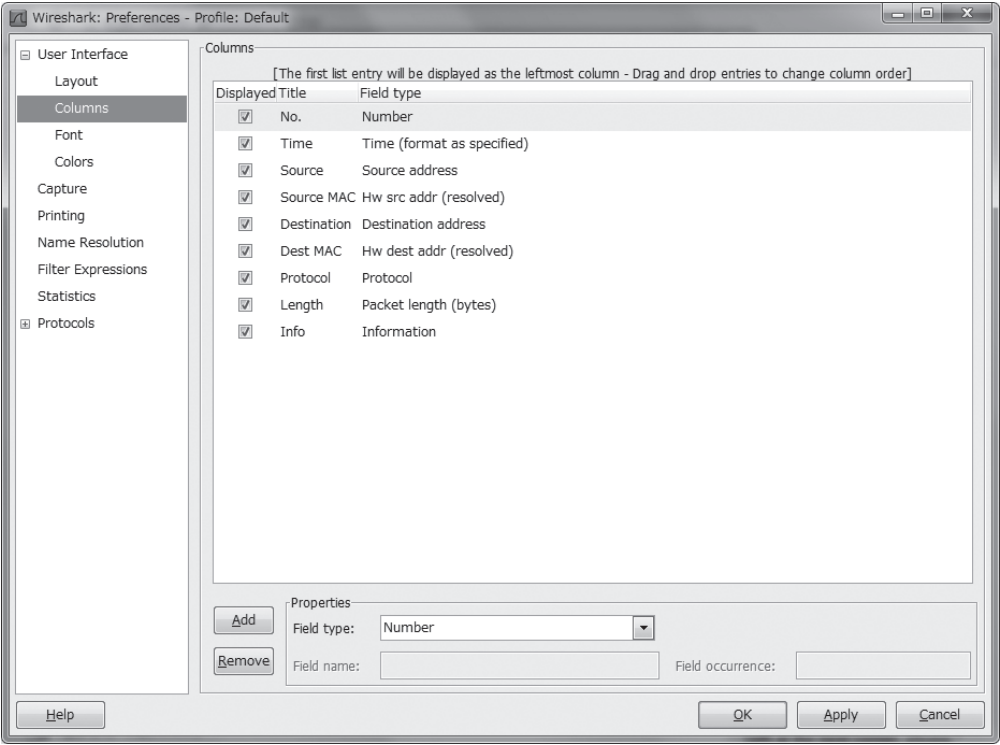 Wireshark: Preferences - Profile: Default
User Interface
Layout
Columns
Font
Colors
Capture
Printing
Name Resolution
Filter Expressions
Statistics
Protocols
Columns
[The first list entry will be displayed as the leftmost column - Drag and drop entries to change column order]
Displayed Title Field type
No. Number
Time Time (format as specified)
Source Source address
Source MAC Hw src addr (resolved)
Destination Destination address
Dest MAC Hw dest addr (resolved)
Protocol Protocol
Length Packet length (bytes)
Info Information
Add
Remove
Properties
Field type: Number
Field name: Field occurrence:
Help OK Apply Cancel